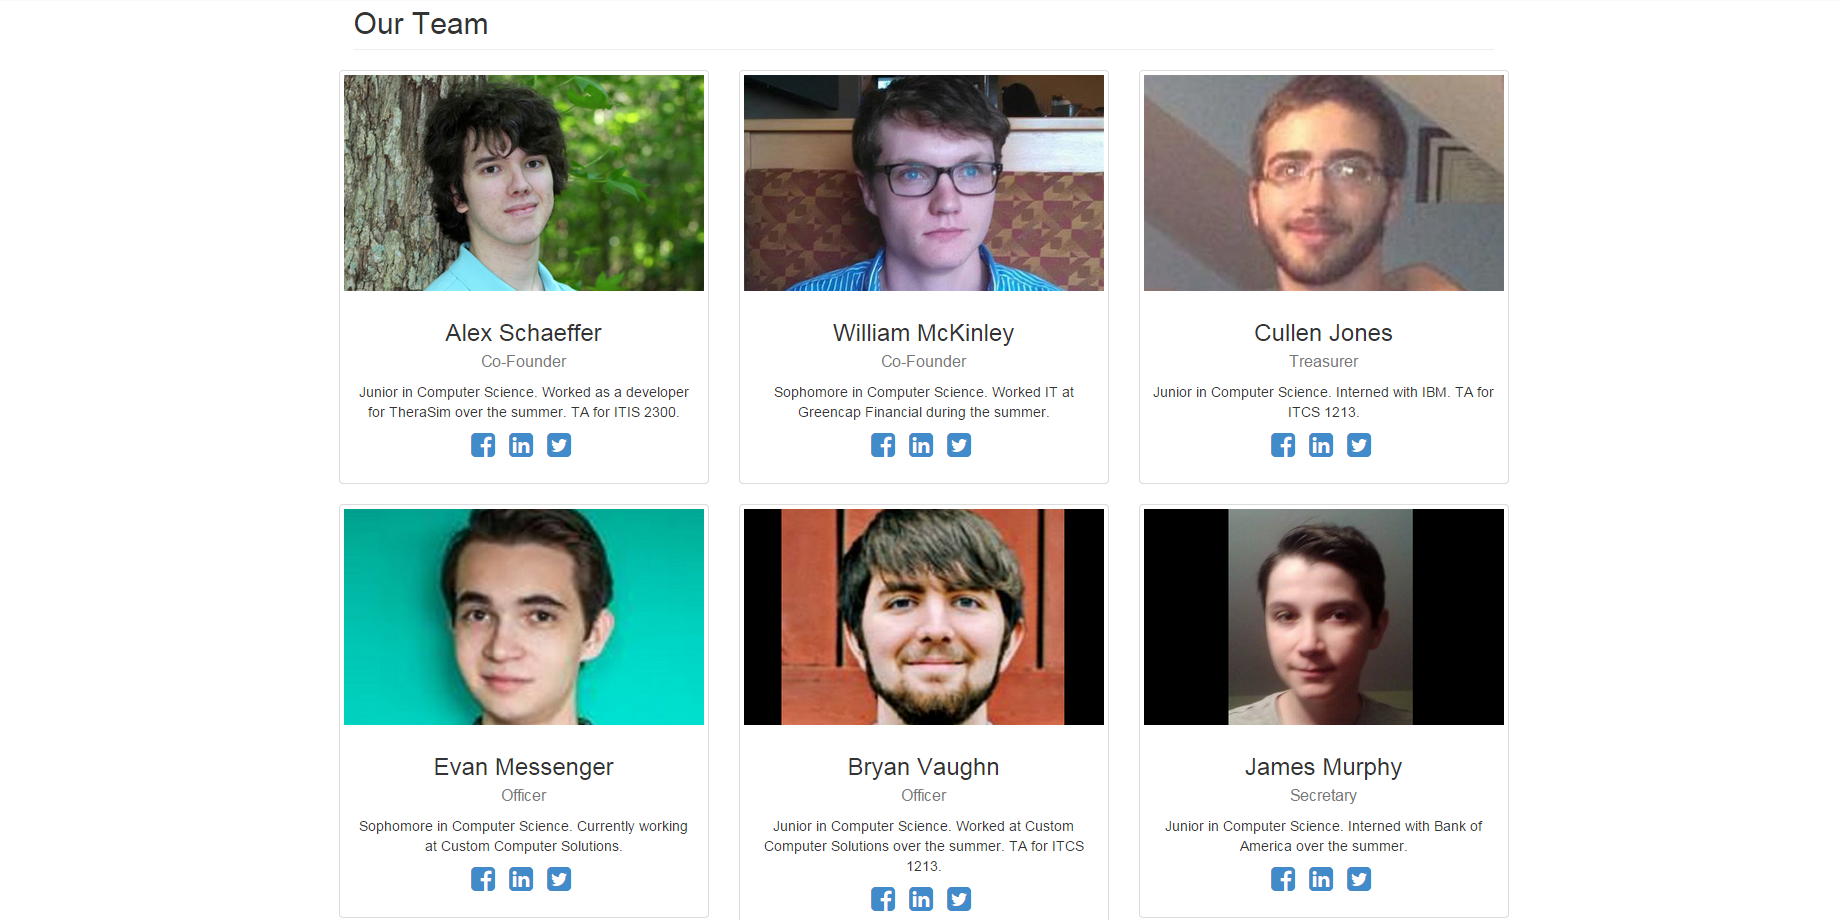 Our Team
Alex Schaeffer
Co-Founder
Junior in Computer Science. Worked as a developer
for TheraSim over the summer. TA for ITIS 2300.
William McKinley
Co-Founder
Sophomore in Computer Science. Worked IT at
Greencap Financial during the summer.
Cullen Jones
Treasurer
Junior in Computer Science. Interned with IBM. TA for
ITCS 1213.
Evan Messenger
Officer
Sophomore in Computer Science. Currently working
at Custom Computer Solutions.
Bryan Vaughn
Officer
Junior in Computer Science. Worked at Custom
Computer Solutions over the summer. TA for ITCS
1213.
James Murphy
Secretary
Junior in Computer Science. Interned with Bank of
America over the summer.